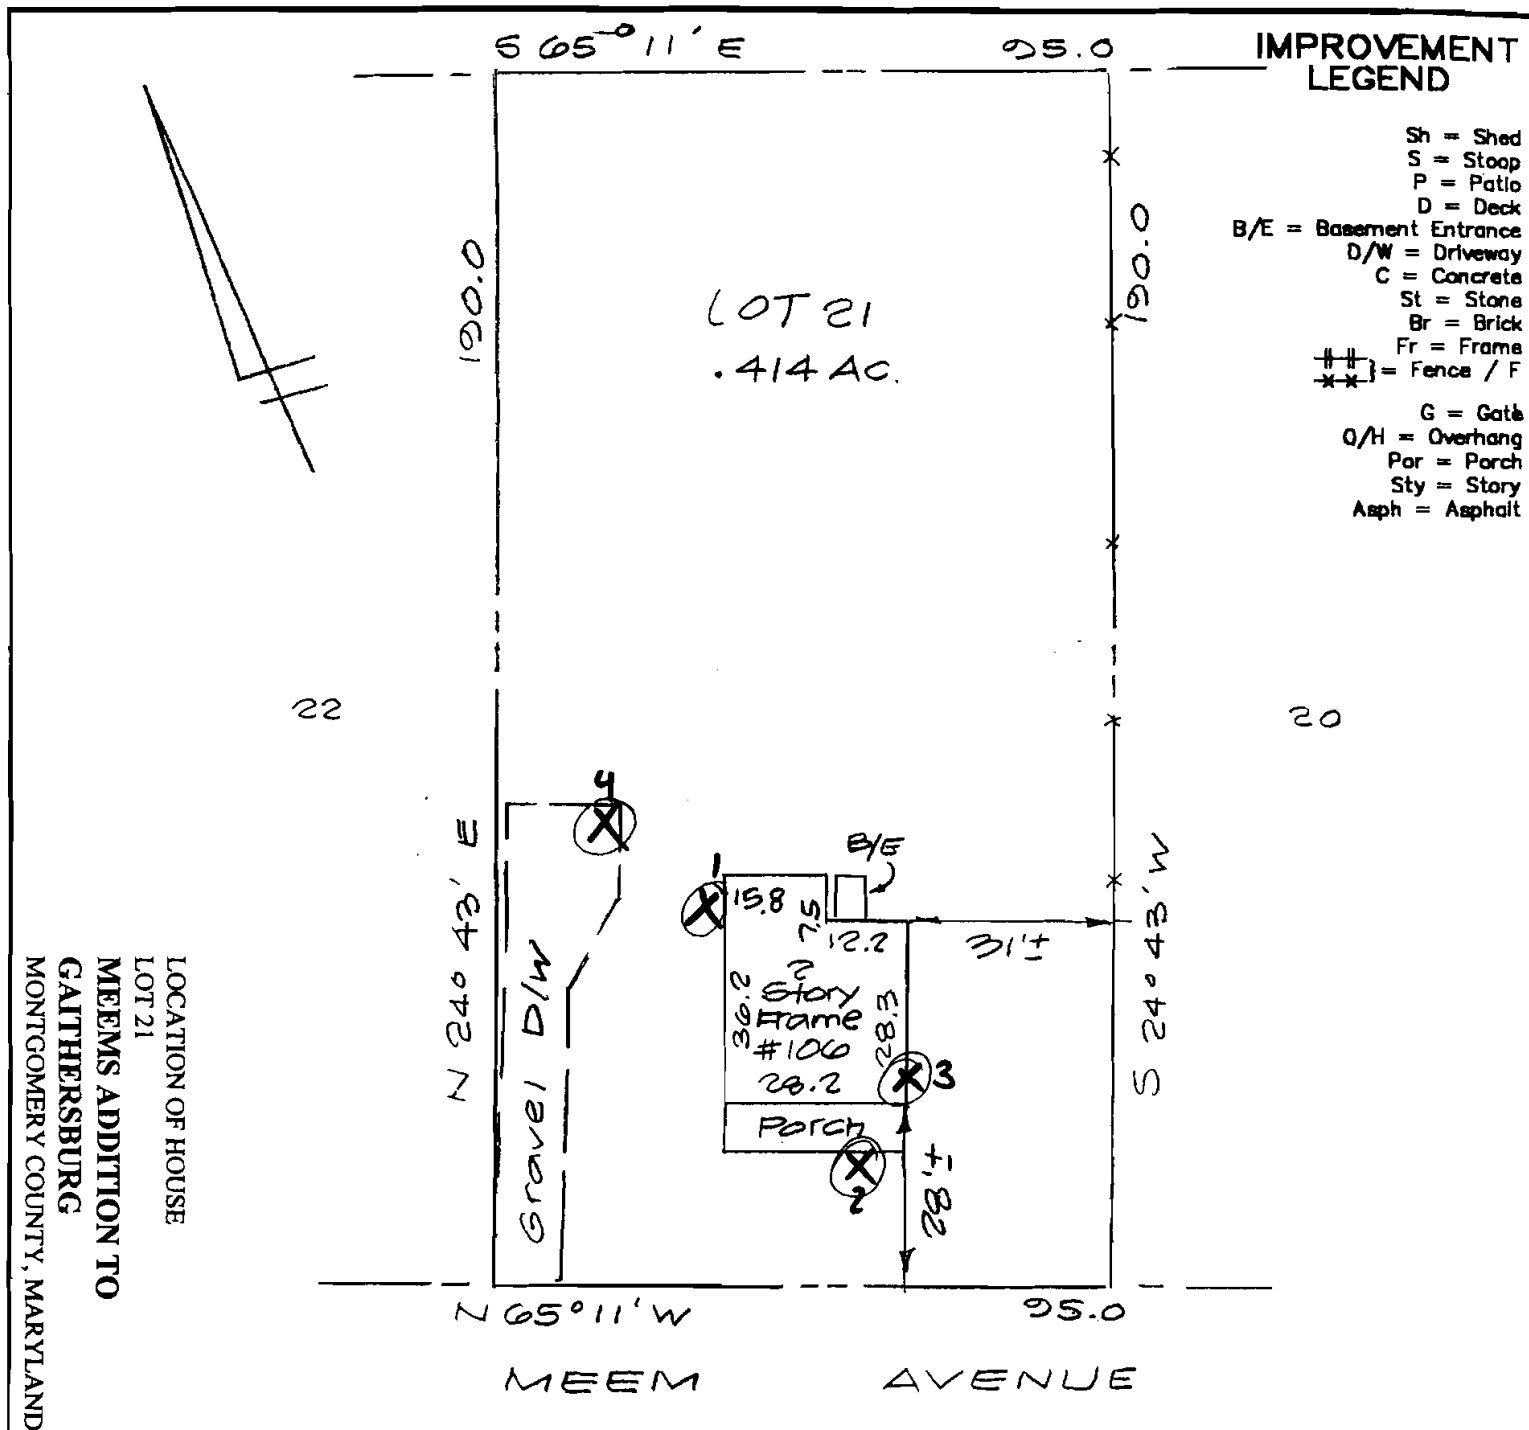 S 65° 11' E
95.0
IMPROVEMENT
LEGEND
Sh = Shed
S = Stoop
P = Patio
D = Deck
B/E = Basement Entrance
D/W = Driveway
C = Concrete
St = Stone
Br = Brick
Fr = Frame
} = Fence / F
G = Gate
O/H = Overhang
Por = Porch
Sty = Story
Asph = Asphalt
190.0
190.0
LOT 21
.414 AC.
22
20
4
N 24° 43' E
S 24° 43' W
Gravel D/W
1
B/E
15.8
7.5
12.2
31'±
36.2
2
Story
Frame
#106
28.3
28.2
3
Porch
2
28'±
N 65° 11' W
95.0
MEEM AVENUE
LOCATION OF HOUSE
LOT 21
MEEMS ADDITION TO
GAITHERSBURG
MONTGOMERY COUNTY, MARYLAND